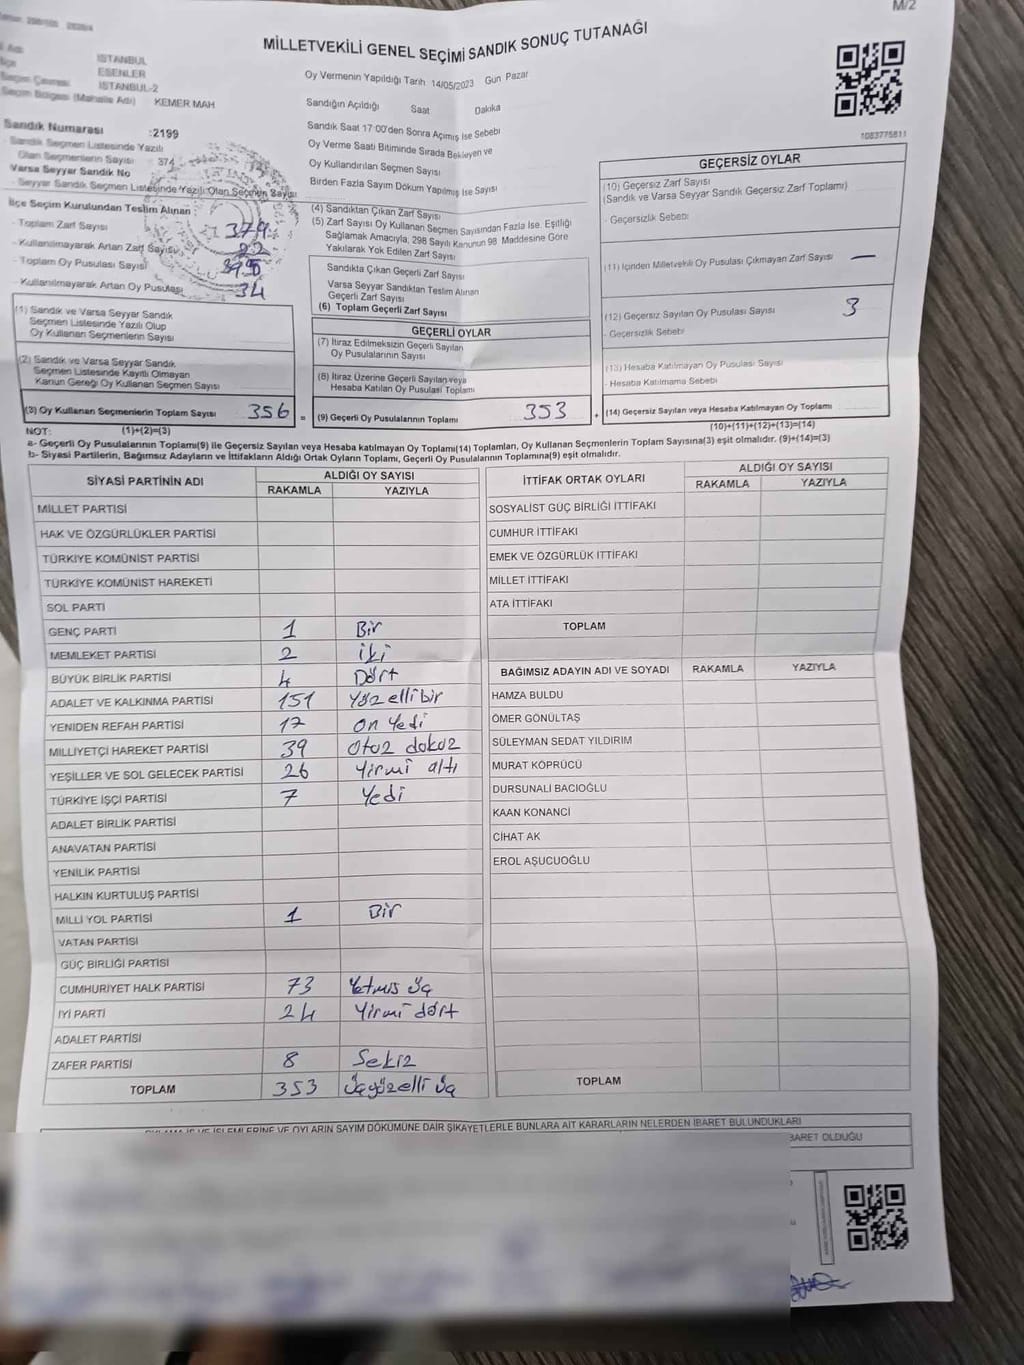 M/2
MİLLETVEKİLİ GENEL SEÇİMİ SANDIK SONUÇ TUTANAĞI
İSTANBUL
ESENLER
İSTANBUL-2
Seçim Bölgesi (Mahalle Adı) KEMER MAH
Oy Vermenin Yapıldığı Tarih 14/05/2023 Gün Pazar
Sandığın Açıldığı Saat Dakika
Sandık Saat 17:00'den Sonra Açımış İse Sebebi
Oy Verme Saati Bitiminde Sırada Bekleyen ve
Oy Kullandırılan Seçmen Sayısı
Birden Fazla Sayım Döküm Yapılmış İse Sayısı
Sandık Numarası :2199
Sandık Seçmen Listesinde Yazılı
Olan Seçmenlerin Sayısı 374
Varsa Seyyar Sandık No
- Seyyar Sandık Seçmen Listesinde Yazılı Olan Seçmen Sayısı
İlçe Seçim Kurulundan Teslim Alınan :
- Toplam Zarf Sayısı 379
- Kullanılmayarak Artan Zarf Sayısı
- Toplam Oy Pusulası Sayısı
- Kullanılmayarak Artan Oy Pusulası 34
(1) Sandık ve Varsa Seyyar Sandık
Seçmen Listesinde Yazılı Olup
Oy Kullanan Seçmenlerin Sayısı
(2) Sandık ve Varsa Seyyar Sandık
Seçmen Listesinde Kayıtlı Olmayan
Kanun Gereği Oy Kullanan Seçmen Sayısı
(3) Oy Kullanan Seçmenlerin Toplam Sayısı 356 =
(4) Sandıktan Çıkan Zarf Sayısı
(5) Zarf Sayısı Oy Kullanan Seçmen Sayısından Fazla İse. Eşitliği
Sağlamak Amacıyla, 298 Sayılı Kanunun 98 Maddesine Göre
Yakılarak Yok Edilen Zarf Sayısı
Sandıkta Çıkan Geçerli Zarf Sayısı
Varsa Seyyar Sandıktan Teslim Alınan
Geçerli Zarf Sayısı
(6) Toplam Geçerli Zarf Sayısı
GEÇERLİ OYLAR
(7) İtiraz Edilmeksizin Geçerli Sayılan
Oy Pusulalarının Sayısı
(8) İtiraz Üzerine Geçerli Sayılan veya
Hesaba Katılan Oy Pusulası Toplamı
(9) Geçerli Oy Pusulalarının Toplamı 353 +
1083775811
GEÇERSİZ OYLAR
(10) Geçersiz Zarf Sayısı
(Sandık ve Varsa Seyyar Sandık Geçersiz Zarf Toplamı)
- Geçersizlik Sebebi
(11) İçinden Milletvekili Oy Pusulası Çıkmayan Zarf Sayısı —
(12) Geçersiz Sayılan Oy Pusulası Sayısı 3
- Geçersizlik Sebebi
(13) Hesaba Katılmayan Oy Pusulası Sayısı
- Hesaba Katılmama Sebebi
(14) Geçersiz Sayılan veya Hesaba Katılmayan Oy Toplamı
NOT: (1)+(2)=(3) (10)+(11)+(12)+(13)=(14)
a- Geçerli Oy Pusulalarının Toplamı(9) ile Geçersiz Sayılan veya Hesaba katılmayan Oy Toplamı(14) Toplamları, Oy Kullanan Seçmenlerin Toplam Sayısına(3) eşit olmalıdır. (9)+(14)=(3)
b- Siyasi Partilerin, Bağımsız Adayların ve İttifakların Aldığı Ortak Oyların Toplamı, Geçerli Oy Pusulalarının Toplamına(9) eşit olmalıdır.
SİYASİ PARTİNİN ADI ALDIĞI OY SAYISI
RAKAMLA YAZIYLA
MİLLET PARTİSİ
HAK VE ÖZGÜRLÜKLER PARTİSİ
TÜRKİYE KOMÜNİST PARTİSİ
TÜRKİYE KOMÜNİST HAREKETİ
SOL PARTİ
GENÇ PARTİ 1 Bir
MEMLEKET PARTİSİ 2 iki
BÜYÜK BİRLİK PARTİSİ 4 Dört
ADALET VE KALKINMA PARTİSİ 151 Yüz elli bir
YENİDEN REFAH PARTİSİ 17 On Yedi
MİLLİYETÇİ HAREKET PARTİSİ 39 Otuz dokuz
YEŞİLLER VE SOL GELECEK PARTİSİ 26 Yirmi altı
TÜRKİYE İŞÇİ PARTİSİ 7 Yedi
ADALET BİRLİK PARTİSİ
ANAVATAN PARTİSİ
YENİLİK PARTİSİ
HALKIN KURTULUŞ PARTİSİ
MİLLİ YOL PARTİSİ 1 Bir
VATAN PARTİSİ
GÜÇ BİRLİĞİ PARTİSİ
CUMHURİYET HALK PARTİSİ 73 Yetmiş üç
İYİ PARTİ 24 Yirmi dört
ADALET PARTİSİ
ZAFER PARTİSİ 8 Sekiz
TOPLAM 353 Üçyüzelli üç
İTTİFAK ORTAK OYLARI ALDIĞI OY SAYISI
RAKAMLA YAZIYLA
SOSYALİST GÜÇ BİRLİĞİ İTTİFAKI
CUMHUR İTTİFAKI
EMEK VE ÖZGÜRLÜK İTTİFAKI
MİLLET İTTİFAKI
ATA İTTİFAKI
TOPLAM
BAĞIMSIZ ADAYIN ADI VE SOYADI RAKAMLA YAZIYLA
HAMZA BULDU
ÖMER GÖNÜLTAŞ
SÜLEYMAN SEDAT YILDIRIM
MURAT KÖPRÜCÜ
DURSUNALİ BACIOĞLU
KAAN KONANCİ
CİHAT AK
EROL AŞUCUOĞLU
TOPLAM
VE OYLARIN SAYIM DÖKÜMÜNE DAİR ŞİKAYETLERLE BUNLARA AİT KARARLARIN NELERDEN İBARET BULUNDUKLARI
BARET OLDUĞU